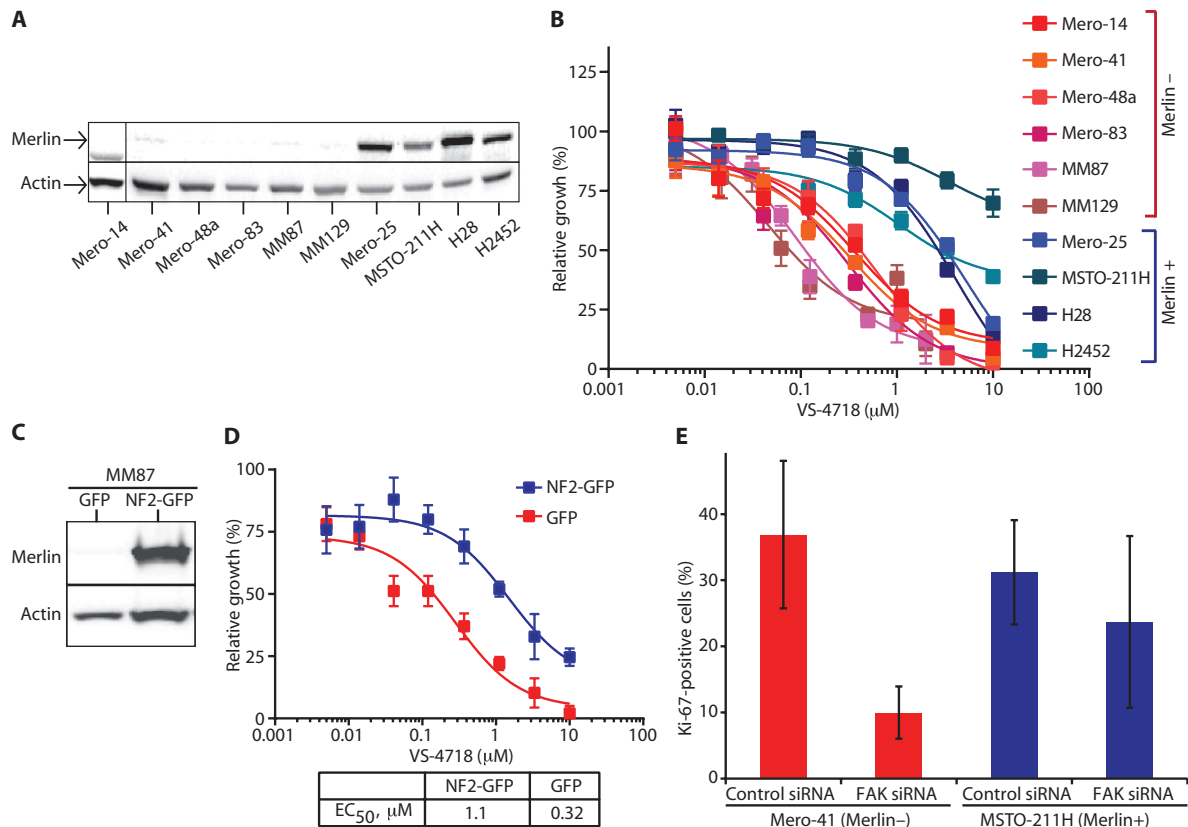 A
Merlin
Actin
Mero-14
Mero-41
Mero-48a
Mero-83
MM87
MM129
Mero-25
MSTO-211H
H28
H2452
B
Relative growth (%)
125
100
75
50
25
0
0.001
0.01
0.1
1
10
100
VS-4718 (μM)
Mero-14
Mero-41
Mero-48a
Mero-83
MM87
MM129
Mero-25
MSTO-211H
H28
H2452
Merlin –
Merlin +
C
MM87
GFP NF2-GFP
Merlin
Actin
D
Relative growth (%)
100
75
50
25
0
0.001
0.01
0.1
1
10
100
VS-4718 (μM)
NF2-GFP
GFP
NF2-GFP GFP
EC50, μM 1.1 0.32
E
Ki-67-positive cells (%)
40
30
20
10
0
Control siRNA FAK siRNA Control siRNA FAK siRNA
Mero-41 (Merlin–) MSTO-211H (Merlin+)